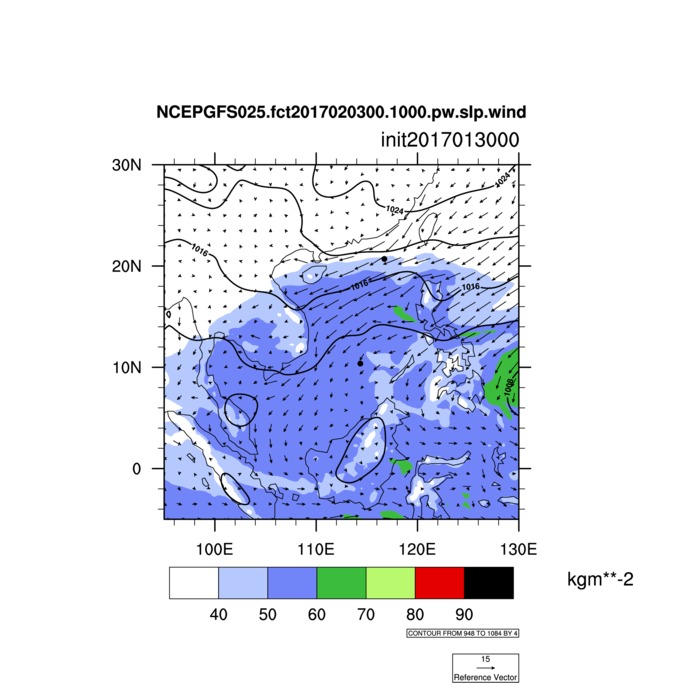 NCEPGFS025.fct2017020300.1000.pw.slp.wind
init2017013000
30N
1024
1024
1016
20N
1016
1016
10N
1008
0
100E 110E 120E 130E
kgm**-2
40 50 60 70 80 90
CONTOUR FROM 948 TO 1084 BY 4
15
Reference Vector